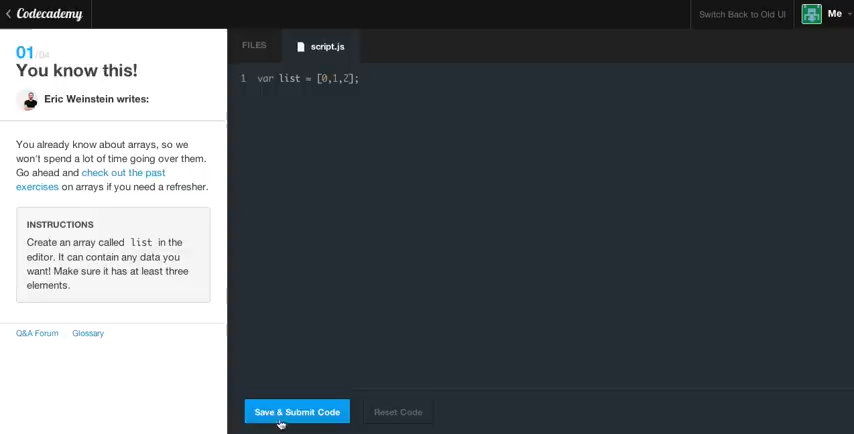 Codecademy
Switch Back to Old UI
Me
01/04
You know this!
Eric Weinstein writes:
You already know about arrays, so we
won't spend a lot of time going over them.
Go ahead and check out the past
exercises on arrays if you need a refresher.
INSTRUCTIONS
Create an array called list in the
editor. It can contain any data you
want! Make sure it has at least three
elements.
Q&A Forum Glossary
FILES
script.js
1 var list = [0,1,2];
Save & Submit Code
Reset Code